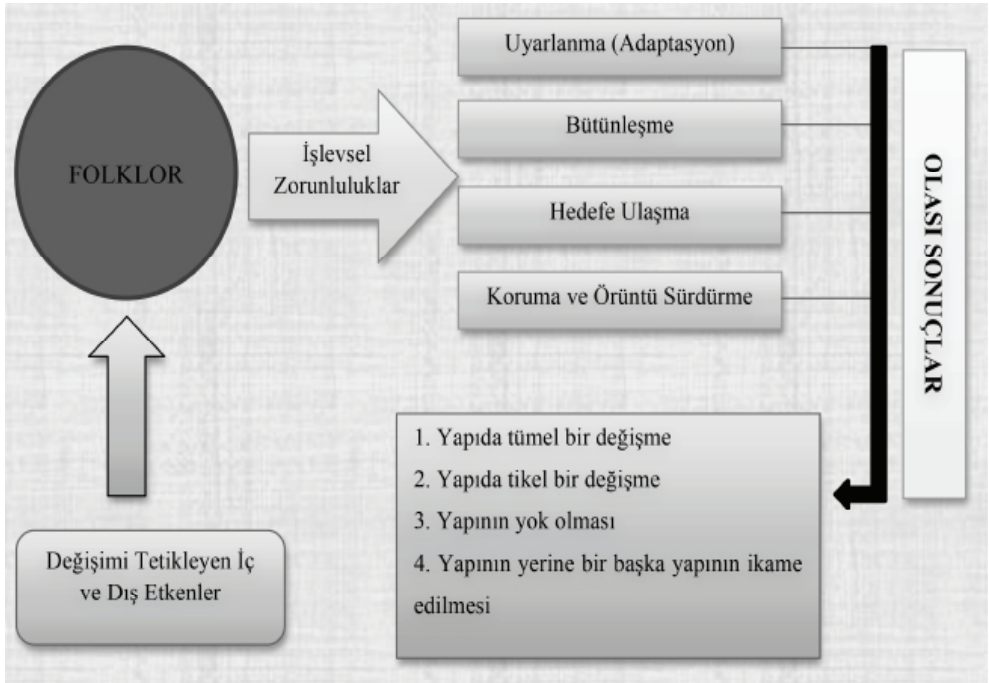 FOLKLOR
İşlevsel
Zorunluluklar
Uyarlanma (Adaptasyon)
Bütünleşme
Hedefe Ulaşma
Koruma ve Örüntü Sürdürme
OLASI SONUÇLAR
Değişimi Tetikleyen İç
ve Dış Etkenler
1. Yapıda tümel bir değişme
2. Yapıda tikel bir değişme
3. Yapının yok olması
4. Yapının yerine bir başka yapının ikame
edilmesi